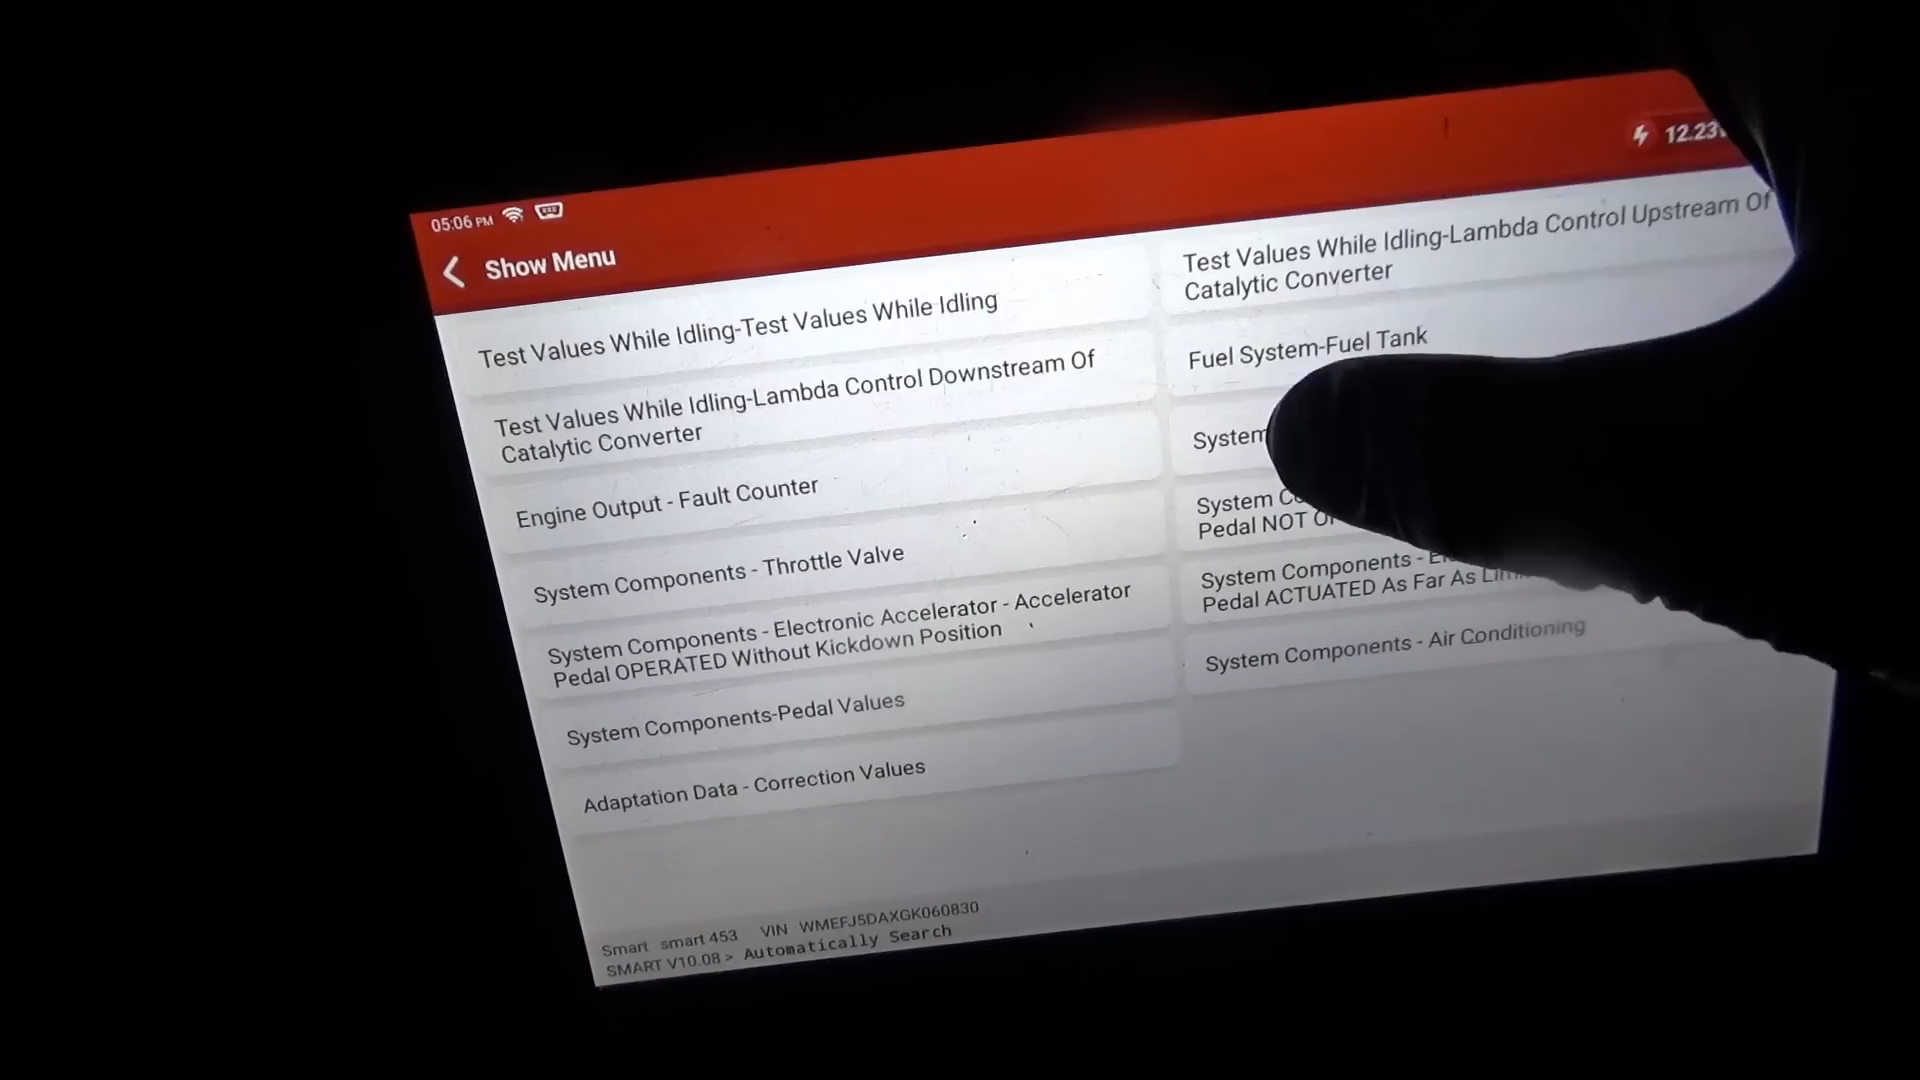 05:06 PM
12.23
Show Menu
Test Values While Idling-Test Values While Idling
Test Values While Idling-Lambda Control Upstream Of
Catalytic Converter
Test Values While Idling-Lambda Control Downstream Of
Catalytic Converter
Fuel System-Fuel Tank
Engine Output - Fault Counter
System
System Components - Throttle Valve
System
Pedal NOT
System Components - Electronic Accelerator - Accelerator
Pedal OPERATED Without Kickdown Position
System Components -
Pedal ACTUATED As Far As
System Components-Pedal Values
System Components - Air Conditioning
Adaptation Data - Correction Values
Smart smart 453 VIN WMEFJ5DAXGK060830
SMART V10.08 > Automatically Search